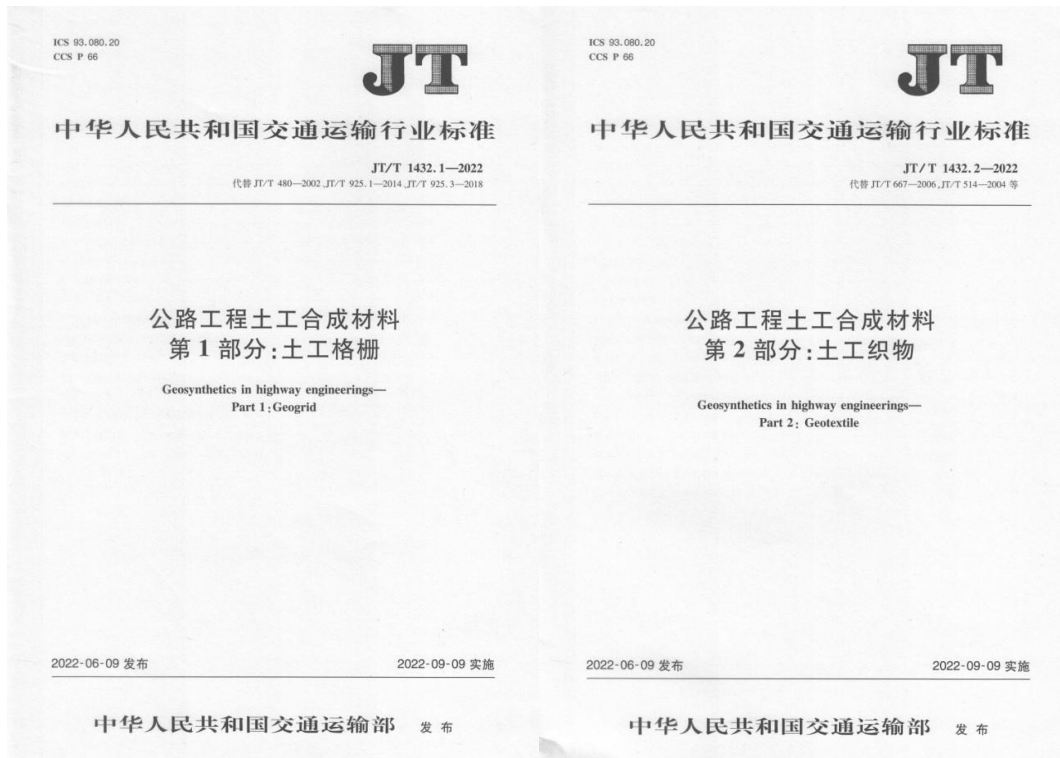 ICS 93.080.20
CCS P 66
JT
中华人民共和国交通运输行业标准
JT/T 1432.1—2022
代替 JT/T 480—2002,JT/T 925.1—2014,JT/T 925.3—2018
公路工程土工合成材料
第1部分:土工格栅
Geosynthetics in highway engineerings—
Part 1:Geogrid
2022-06-09 发布
2022-09-09 实施
中华人民共和国交通运输部 发布
ICS 93.080.20
CCS P 66
JT
中华人民共和国交通运输行业标准
JT/T 1432.2—2022
代替 JT/T 667—2006,JT/T 514—2004 等
公路工程土工合成材料
第2部分:土工织物
Geosynthetics in highway engineerings—
Part 2: Geotextile
2022-06-09 发布
2022-09-09 实施
中华人民共和国交通运输部 发布